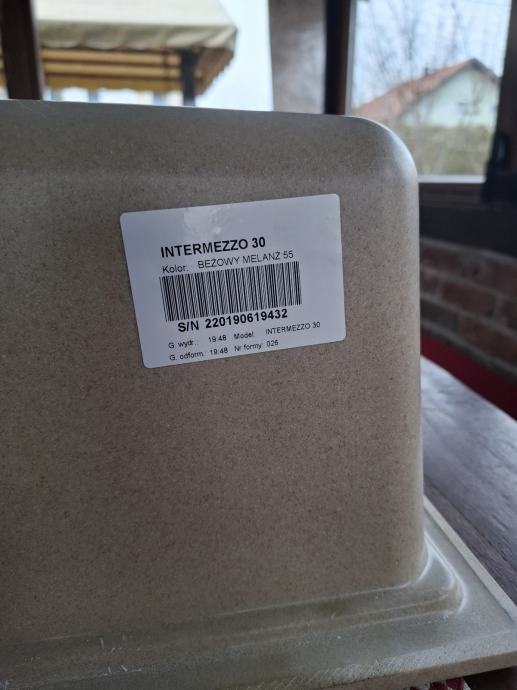 INTERMEZZO 30
Kolor: BEŻOWY MELANŻ 55
S/N 220190619432
G. wydr.: 19:48 Model: INTERMEZZO 30
G. odform.: 19:48 Nr formy: 026